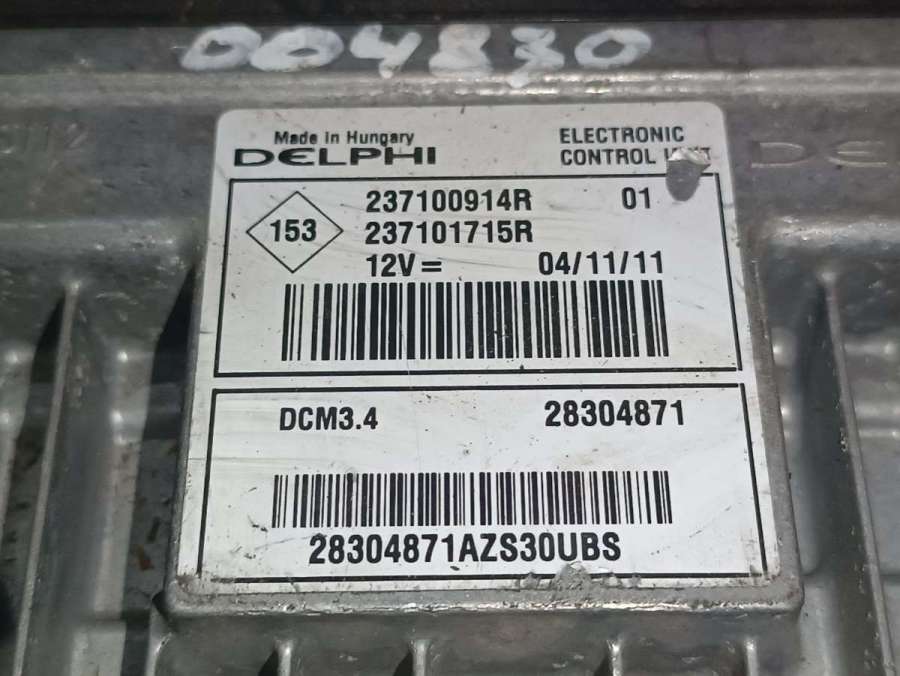 004830
Made in Hungary
DELPHI
ELECTRONIC
CONTROL UNIT
153
237100914R 01
237101715R
12V= 04/11/11
DCM3.4 28304871
28304871AZS30UBS